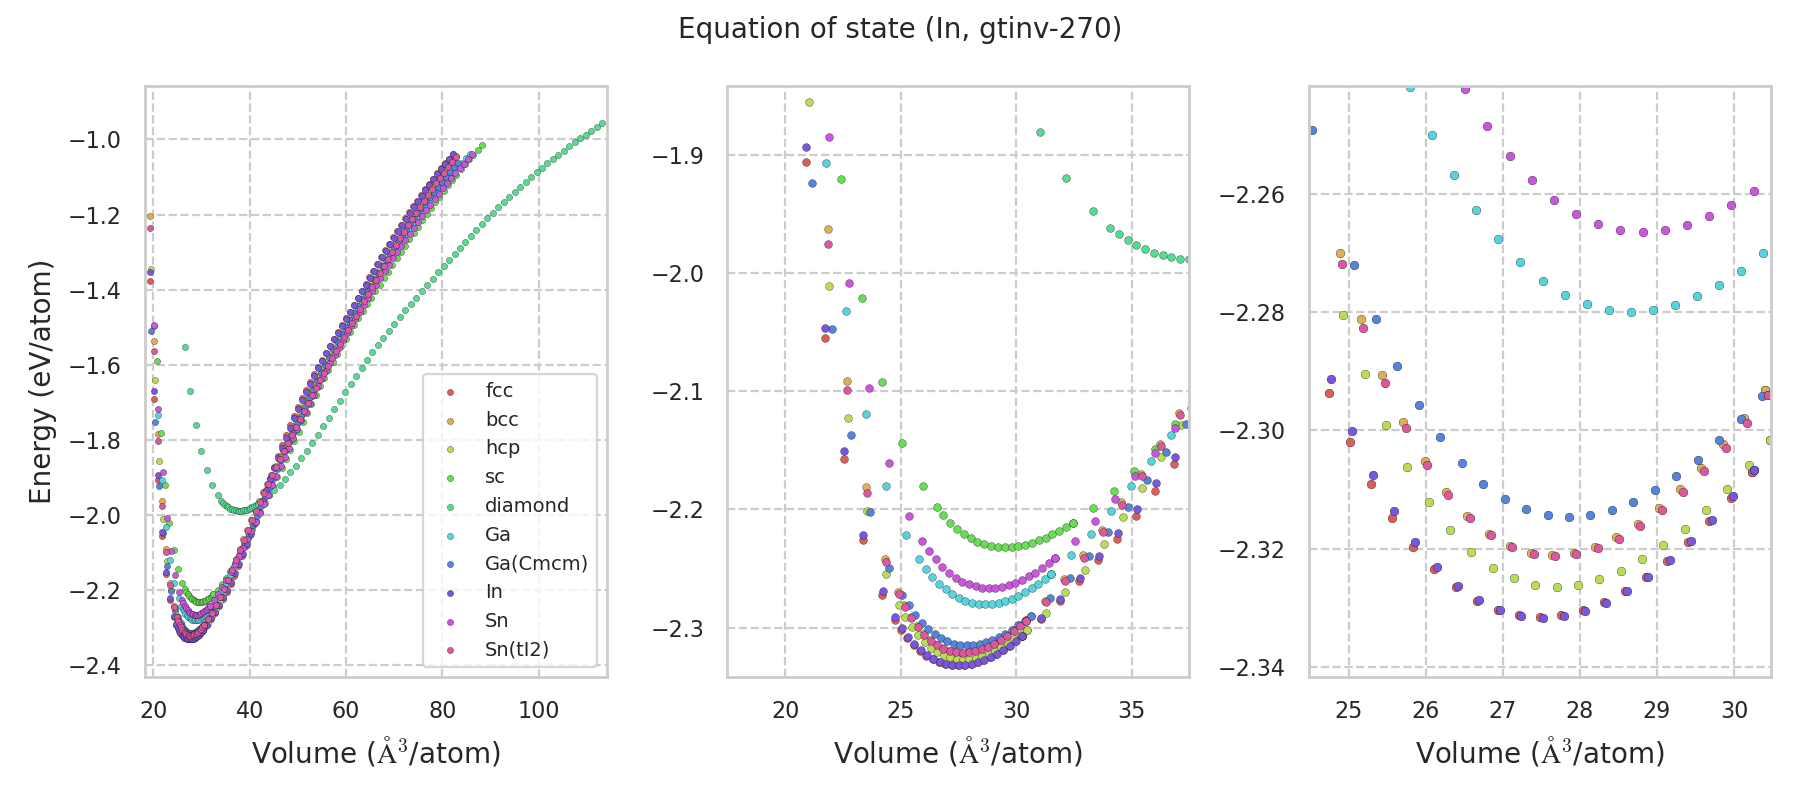 Equation of state (In, gtinv-270)
Energy (eV/atom)
−1.0
−1.2
−1.4
−1.6
−1.8
−2.0
−2.2
−2.4
20 40 60 80 100
Volume (Å³/atom)
fcc
bcc
hcp
sc
diamond
Ga
Ga(Cmcm)
In
Sn
Sn(tI2)
−1.9
−2.0
−2.1
−2.2
−2.3
20 25 30 35
Volume (Å³/atom)
−2.26
−2.28
−2.30
−2.32
−2.34
25 26 27 28 29 30
Volume (Å³/atom)